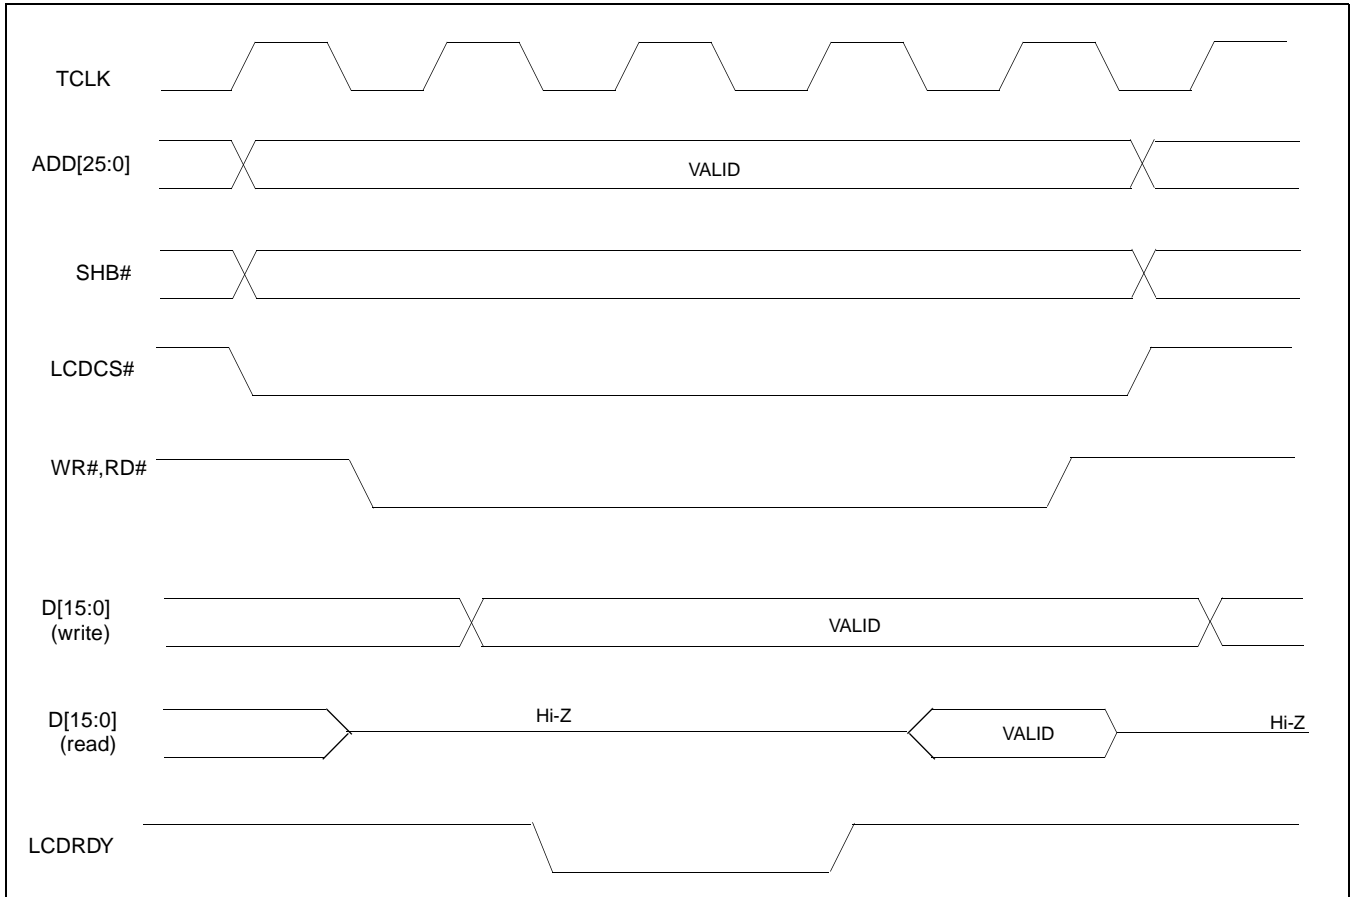 TCLK
ADD[25:0]
VALID
SHB#
LCDCS#
WR#,RD#
D[15:0]
(write)
VALID
D[15:0]
(read)
Hi-Z
VALID
Hi-Z
LCDRDY